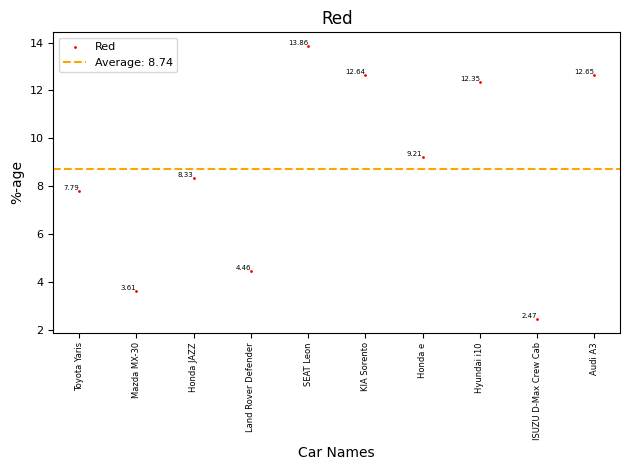 Red
Red
Average: 8.74
%-age
14
12
10
8
6
4
2
7.79
3.61
8.33
4.46
13.86
12.64
9.21
12.35
2.47
12.65
Toyota Yaris
Mazda MX-30
Honda JAZZ
Land Rover Defender
SEAT Leon
KIA Sorento
Honda e
Hyundai i10
ISUZU D-Max Crew Cab
Audi A3
Car Names